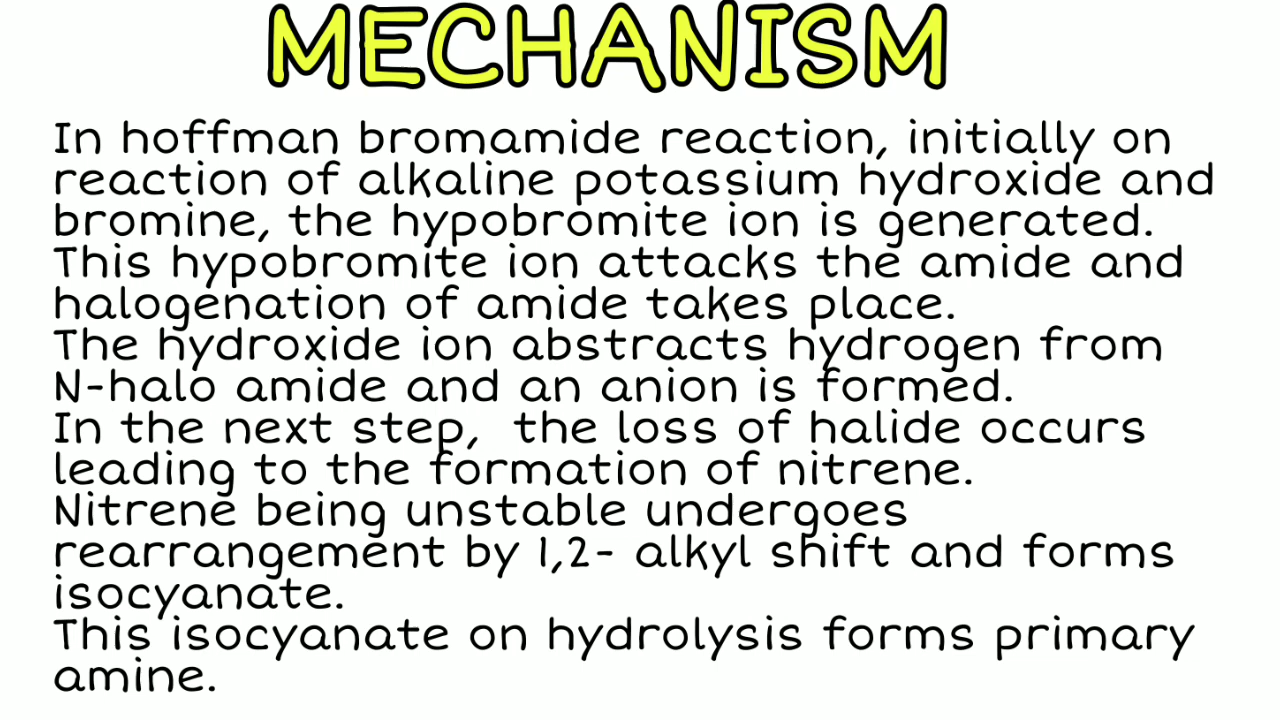 MECHANISM
In hoffman bromamide reaction, initially on
reaction of alkaline potassium hydroxide and
bromine, the hypobromite ion is generated.
This hypobromite ion attacks the amide and
halogenation of amide takes place.
The hydroxide ion abstracts hydrogen from
N-halo amide and an anion is formed.
In the next step, the loss of halide occurs
leading to the formation of nitrene.
Nitrene being unstable undergoes
rearrangement by 1,2- alkyl shift and forms
isocyanate.
This isocyanate on hydrolysis forms primary
amine.